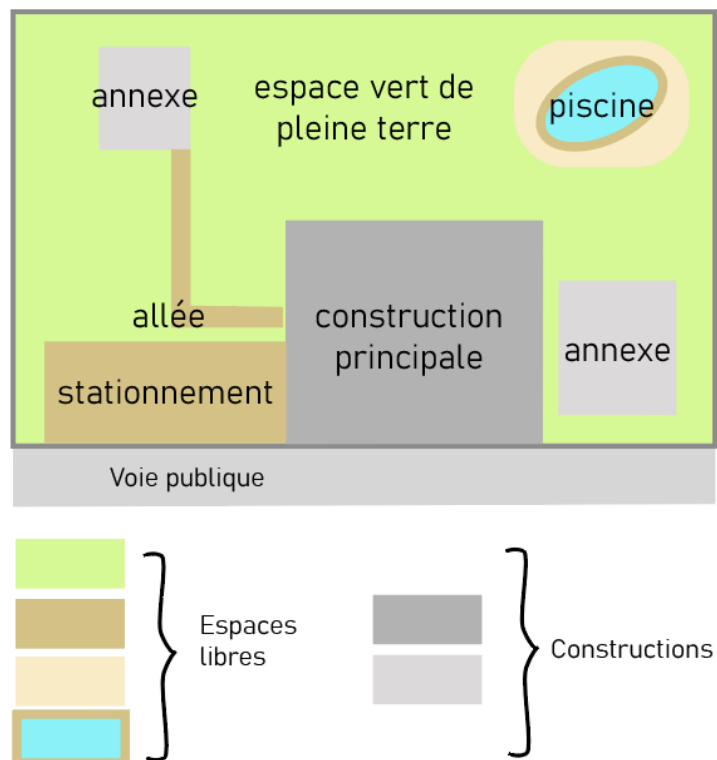 annexe
espace vert de
pleine terre
piscine
allée
construction
principale
annexe
stationnement
Voie publique
Espaces
libres
Constructions